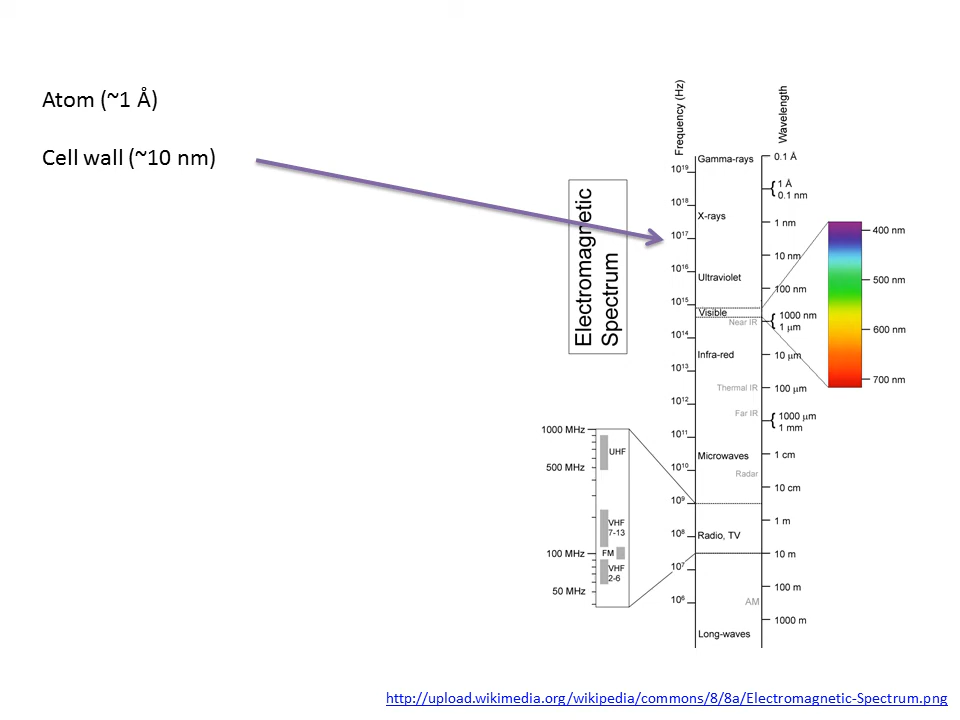 Atom (~1 Å)
Cell wall (~10 nm)
Electromagnetic
Spectrum
Frequency (Hz)
Wavelength
10¹⁹
10¹⁸
10¹⁷
10¹⁶
10¹⁵
10¹⁴
10¹³
10¹²
10¹¹
10¹⁰
10⁹
10⁸
10⁷
10⁶
Gamma-rays
X-rays
Ultraviolet
Visible
Near IR
Infra-red
Thermal IR
Far IR
Microwaves
Radar
Radio, TV
AM
Long-waves
0.1 Å
1 Å
0.1 nm
1 nm
10 nm
100 nm
1000 nm
1 µm
10 µm
100 µm
1000 µm
1 mm
1 cm
10 cm
1 m
10 m
100 m
1000 m
400 nm
500 nm
600 nm
700 nm
1000 MHz
500 MHz
100 MHz
50 MHz
UHF
VHF
7-13
FM
VHF
2-6
http://upload.wikimedia.org/wikipedia/commons/8/8a/Electromagnetic-Spectrum.png